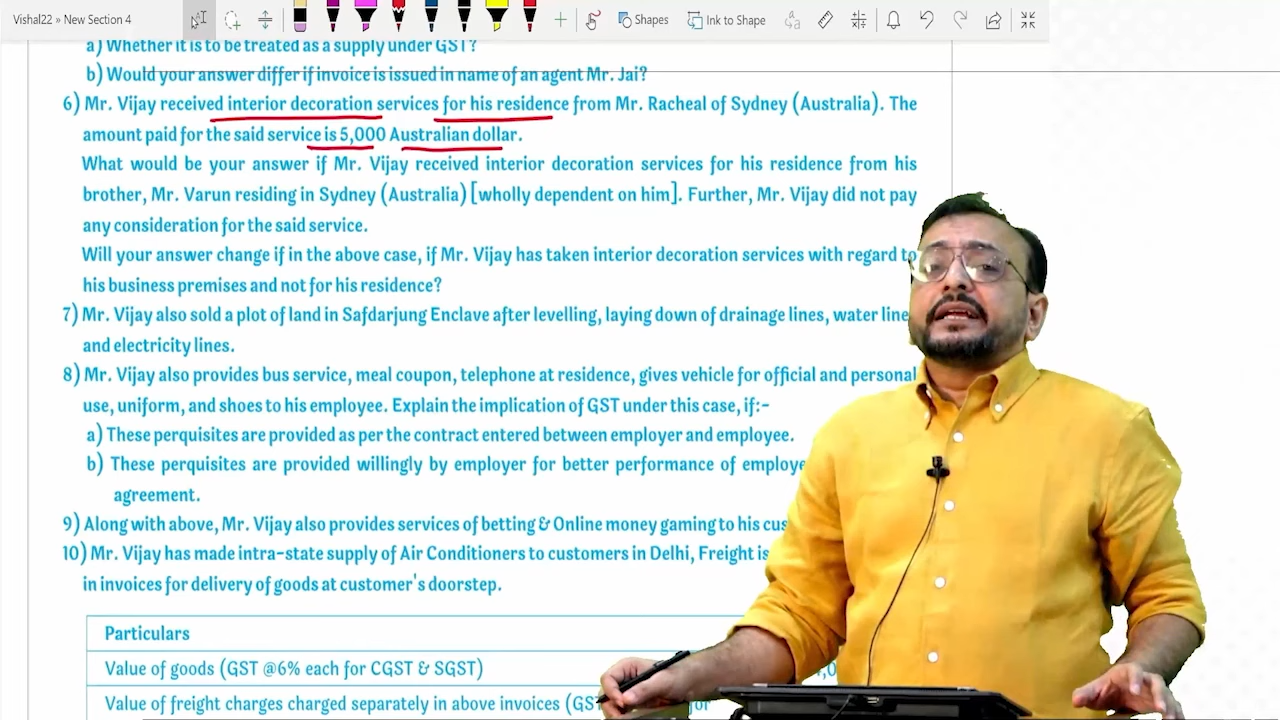 Vishal22 » New Section 4
Shapes
Ink to Shape
a) Whether it is to be treated as a supply under GST?
b) Would your answer differ if invoice is issued in name of an agent Mr. Jai?
6) Mr. Vijay received interior decoration services for his residence from Mr. Racheal of Sydney (Australia). The
amount paid for the said service is 5,000 Australian dollar.
What would be your answer if Mr. Vijay received interior decoration services for his residence from his
brother, Mr. Varun residing in Sydney (Australia) [wholly dependent on him]. Further, Mr. Vijay did not pay
any consideration for the said service.
Will your answer change if in the above case, if Mr. Vijay has taken interior decoration services with regard to
his business premises and not for his residence?
7) Mr. Vijay also sold a plot of land in Safdarjung Enclave after levelling, laying down of drainage lines, water line
and electricity lines.
8) Mr. Vijay also provides bus service, meal coupon, telephone at residence, gives vehicle for official and personal
use, uniform, and shoes to his employee. Explain the implication of GST under this case, if:-
a) These perquisites are provided as per the contract entered between employer and employee.
b) These perquisites are provided willingly by employer for better performance of employe
agreement.
9) Along with above, Mr. Vijay also provides services of betting & Online money gaming to his cus
10) Mr. Vijay has made intra-state supply of Air Conditioners to customers in Delhi, Freight is
in invoices for delivery of goods at customer's doorstep.
Particulars
Value of goods (GST @6% each for CGST & SGST)
Value of freight charges charged separately in above invoices (GS